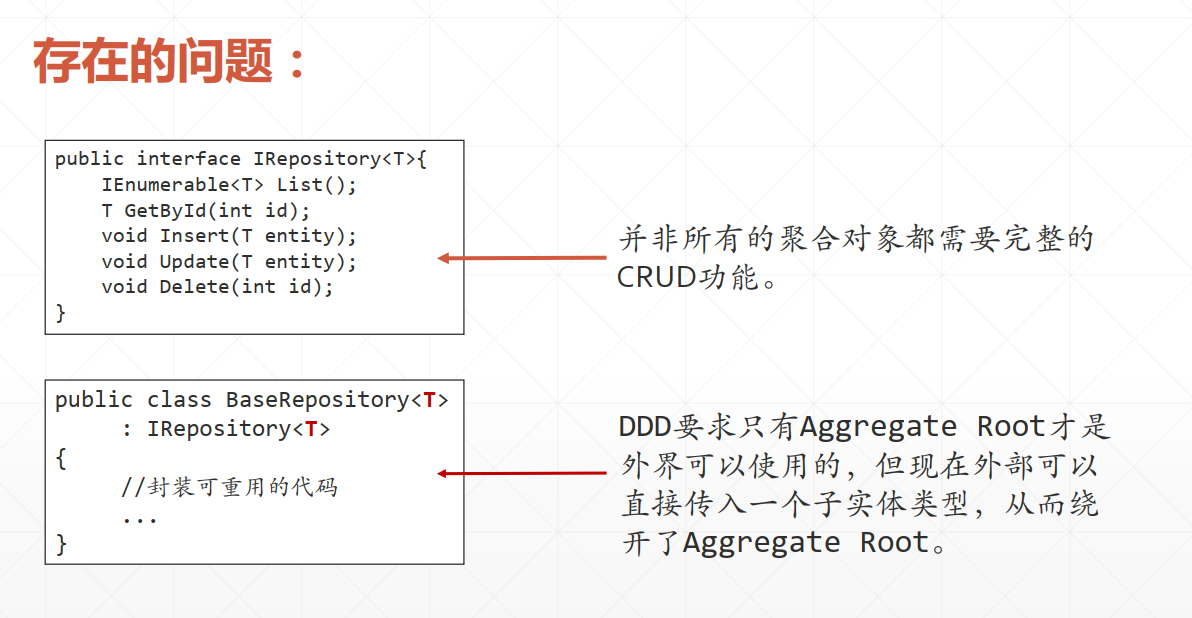 存在的问题：
public interface IRepository<T>{
    IEnumerable<T> List();
    T GetById(int id);
    void Insert(T entity);
    void Update(T entity);
    void Delete(int id);
}
并非所有的聚合对象都需要完整的
CRUD功能。
public class BaseRepository<T>
     : IRepository<T>
{
     //封装可重用的代码
     ...
}
DDD要求只有Aggregate Root才是
外界可以使用的，但现在外部可以
直接传入一个子实体类型，从而绕
开了Aggregate Root。